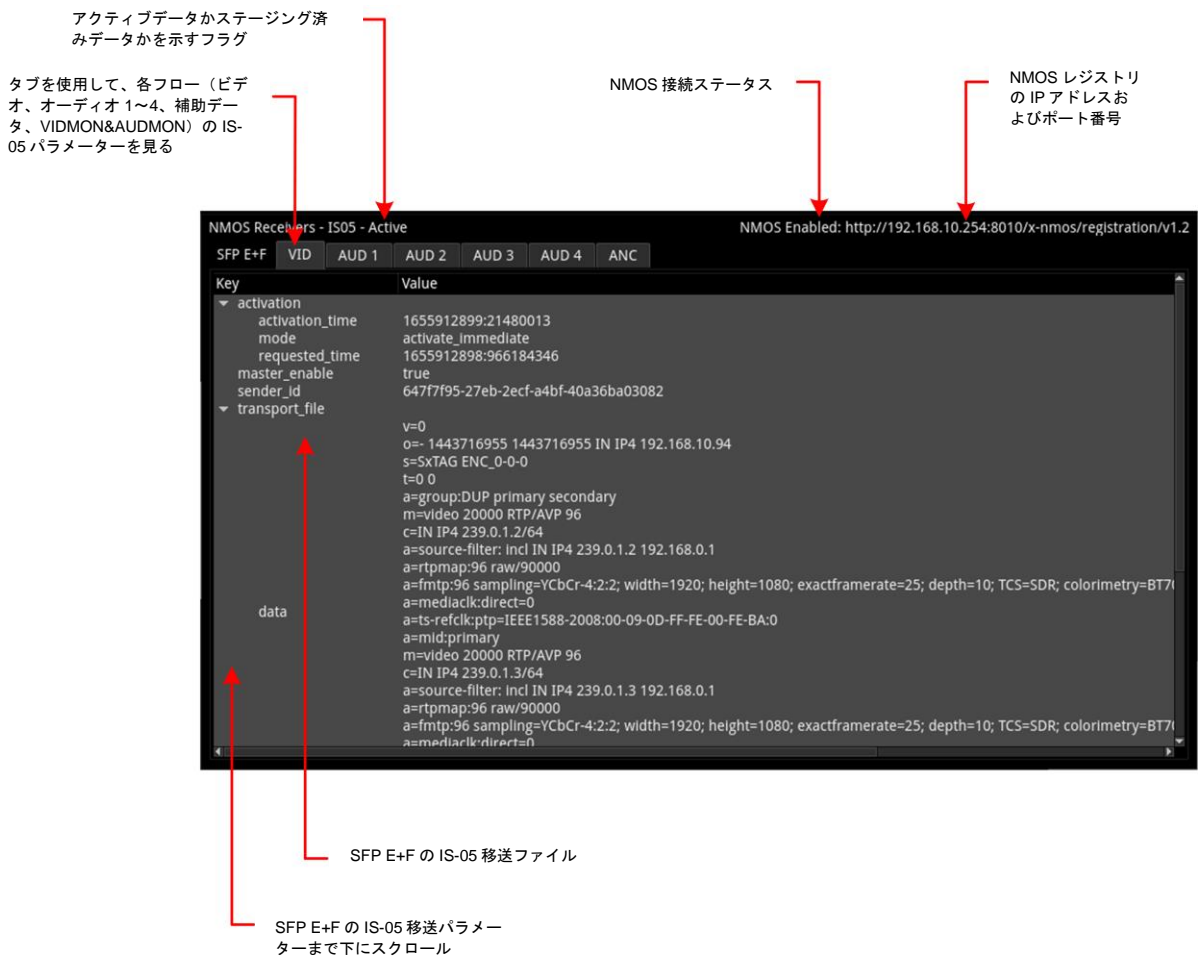 アクティブデータかステージング済
みデータかを示すフラグ
タブを使用して、各フロー（ビデ
オ、オーディオ 1～4、補助デー
タ、VIDMON&AUDMON）の IS-
05 パラメーターを見る
NMOS 接続ステータス
NMOS レジストリ
の IP アドレスお
よびポート番号
NMOS Receivers - IS05 - Active
NMOS Enabled: http://192.168.10.254:8010/x-nmos/registration/v1.2
SFP E+F VID AUD 1 AUD 2 AUD 3 AUD 4 ANC
Key Value
activation
activation_time 1655912899:21480013
mode activate_immediate
requested_time 1655912898:966184346
master_enable true
sender_id 647f7f95-27eb-2ecf-a4bf-40a36ba03082
transport_file
v=0
o=- 1443716955 1443716955 IN IP4 192.168.10.94
s=SxTAG ENC_0-0-0
t=0 0
a=group:DUP primary secondary
m=video 20000 RTP/AVP 96
c=IN IP4 239.0.1.2/64
a=source-filter: incl IN IP4 239.0.1.2 192.168.0.1
a=rtpmap:96 raw/90000
a=fmtp:96 sampling=YCbCr-4:2:2; width=1920; height=1080; exactframerate=25; depth=10; TCS=SDR; colorimetry=BT70
a=mediaclk:direct=0
data
a=ts-refclk:ptp=IEEE1588-2008:00-09-0D-FF-FE-00-FE-BA:0
a=mid:primary
m=video 20000 RTP/AVP 96
c=IN IP4 239.0.1.3/64
a=source-filter: incl IN IP4 239.0.1.3 192.168.0.1
a=rtpmap:96 raw/90000
a=fmtp:96 sampling=YCbCr-4:2:2; width=1920; height=1080; exactframerate=25; depth=10; TCS=SDR; colorimetry=BT70
a=mediaclk:direct=0
SFP E+F の IS-05 移送ファイル
SFP E+F の IS-05 移送パラメー
ターまで下にスクロール